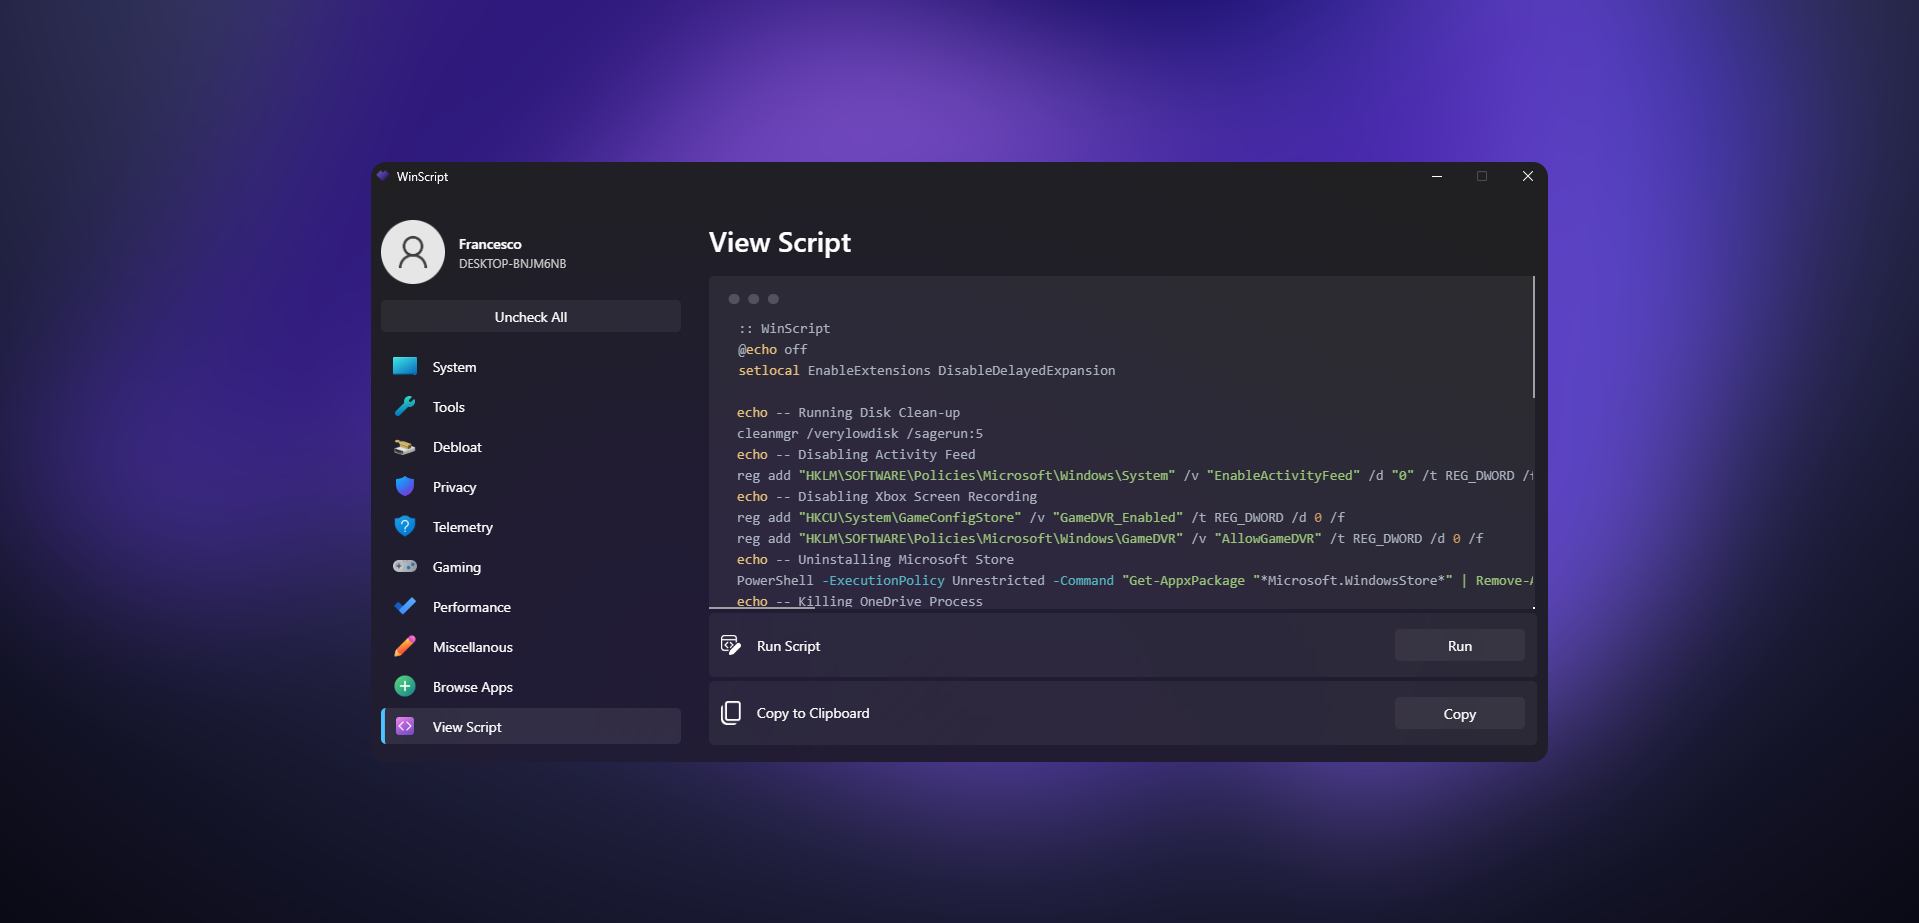 WinScript
Francesco
DESKTOP-BNJM6NB
Uncheck All
System
Tools
Debloat
Privacy
Telemetry
Gaming
Performance
Miscellanous
Browse Apps
View Script
View Script
:: WinScript
@echo off
setlocal EnableExtensions DisableDelayedExpansion
echo -- Running Disk Clean-up
cleanmgr /verylowdisk /sagerun:5
echo -- Disabling Activity Feed
reg add "HKLM\SOFTWARE\Policies\Microsoft\Windows\System" /v "EnableActivityFeed" /d "0" /t REG_DWORD /f
echo -- Disabling Xbox Screen Recording
reg add "HKCU\System\GameConfigStore" /v "GameDVR_Enabled" /t REG_DWORD /d 0 /f
reg add "HKLM\SOFTWARE\Policies\Microsoft\Windows\GameDVR" /v "AllowGameDVR" /t REG_DWORD /d 0 /f
echo -- Uninstalling Microsoft Store
PowerShell -ExecutionPolicy Unrestricted -Command "Get-AppxPackage "*Microsoft.WindowsStore*" | Remove-A
echo -- Killing OneDrive Process
Run Script
Run
Copy to Clipboard
Copy